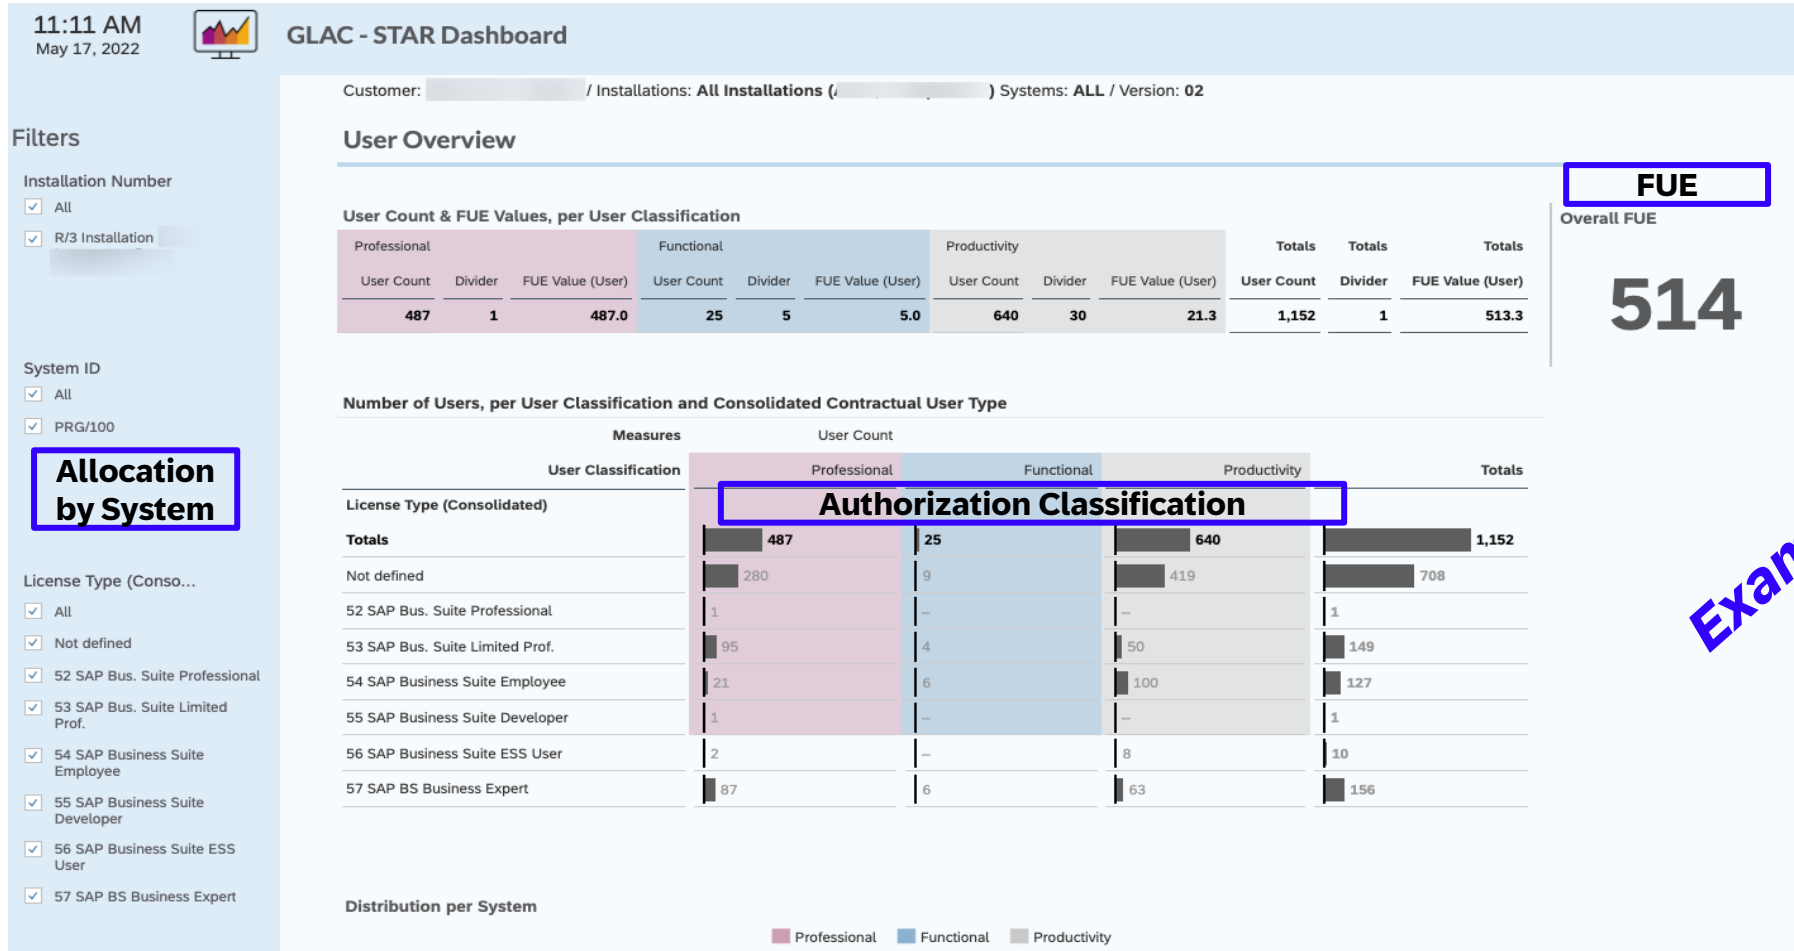 11:11 AM
May 17, 2022
GLAC - STAR Dashboard
Customer: / Installations: All Installations ( ) Systems: ALL / Version: 02
Filters
User Overview
Installation Number
All
R/3 Installation
FUE
Overall FUE
514
User Count & FUE Values, per User Classification
Professional Functional Productivity Totals Totals Totals
User Count Divider FUE Value (User) User Count Divider FUE Value (User) User Count Divider FUE Value (User) User Count Divider FUE Value (User)
487 1 487.0 25 5 5.0 640 30 21.3 1,152 1 513.3
System ID
All
PRG/100
Allocation
by System
Number of Users, per User Classification and Consolidated Contractual User Type
Measures User Count
User Classification Professional Functional Productivity Totals
License Type (Consolidated)
Authorization Classification
Totals 487 25 640 1,152
Not defined 280 9 419 708
52 SAP Bus. Suite Professional 1 – – 1
53 SAP Bus. Suite Limited Prof. 95 4 50 149
54 SAP Business Suite Employee 21 6 100 127
55 SAP Business Suite Developer 1 – – 1
56 SAP Business Suite ESS User 2 – 8 10
57 SAP BS Business Expert 87 6 63 156
License Type (Conso...
All
Not defined
52 SAP Bus. Suite Professional
53 SAP Bus. Suite Limited
Prof.
54 SAP Business Suite
Employee
55 SAP Business Suite
Developer
56 SAP Business Suite ESS
User
57 SAP BS Business Expert
Distribution per System
Professional Functional Productivity